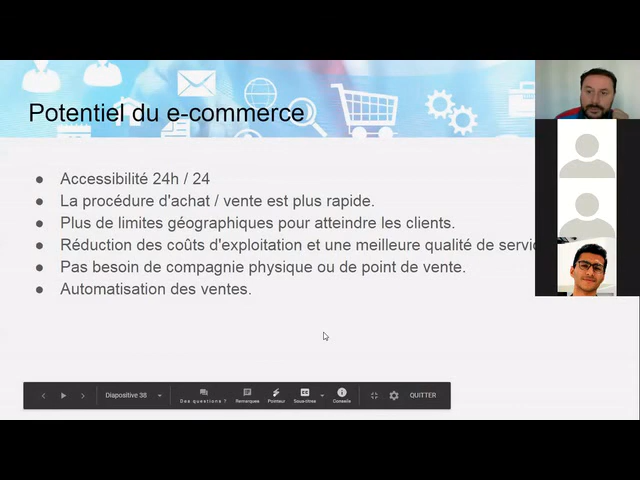 Potentiel du e-commerce
● Accessibilité 24h / 24
● La procédure d'achat / vente est plus rapide.
● Plus de limites géographiques pour atteindre les clients.
● Réduction des coûts d'exploitation et une meilleure qualité de servic
● Pas besoin de compagnie physique ou de point de vente.
● Automatisation des ventes.
Diapositive 38 Des questions ? Remarques Pointeur Sous-titres Conseils QUITTER